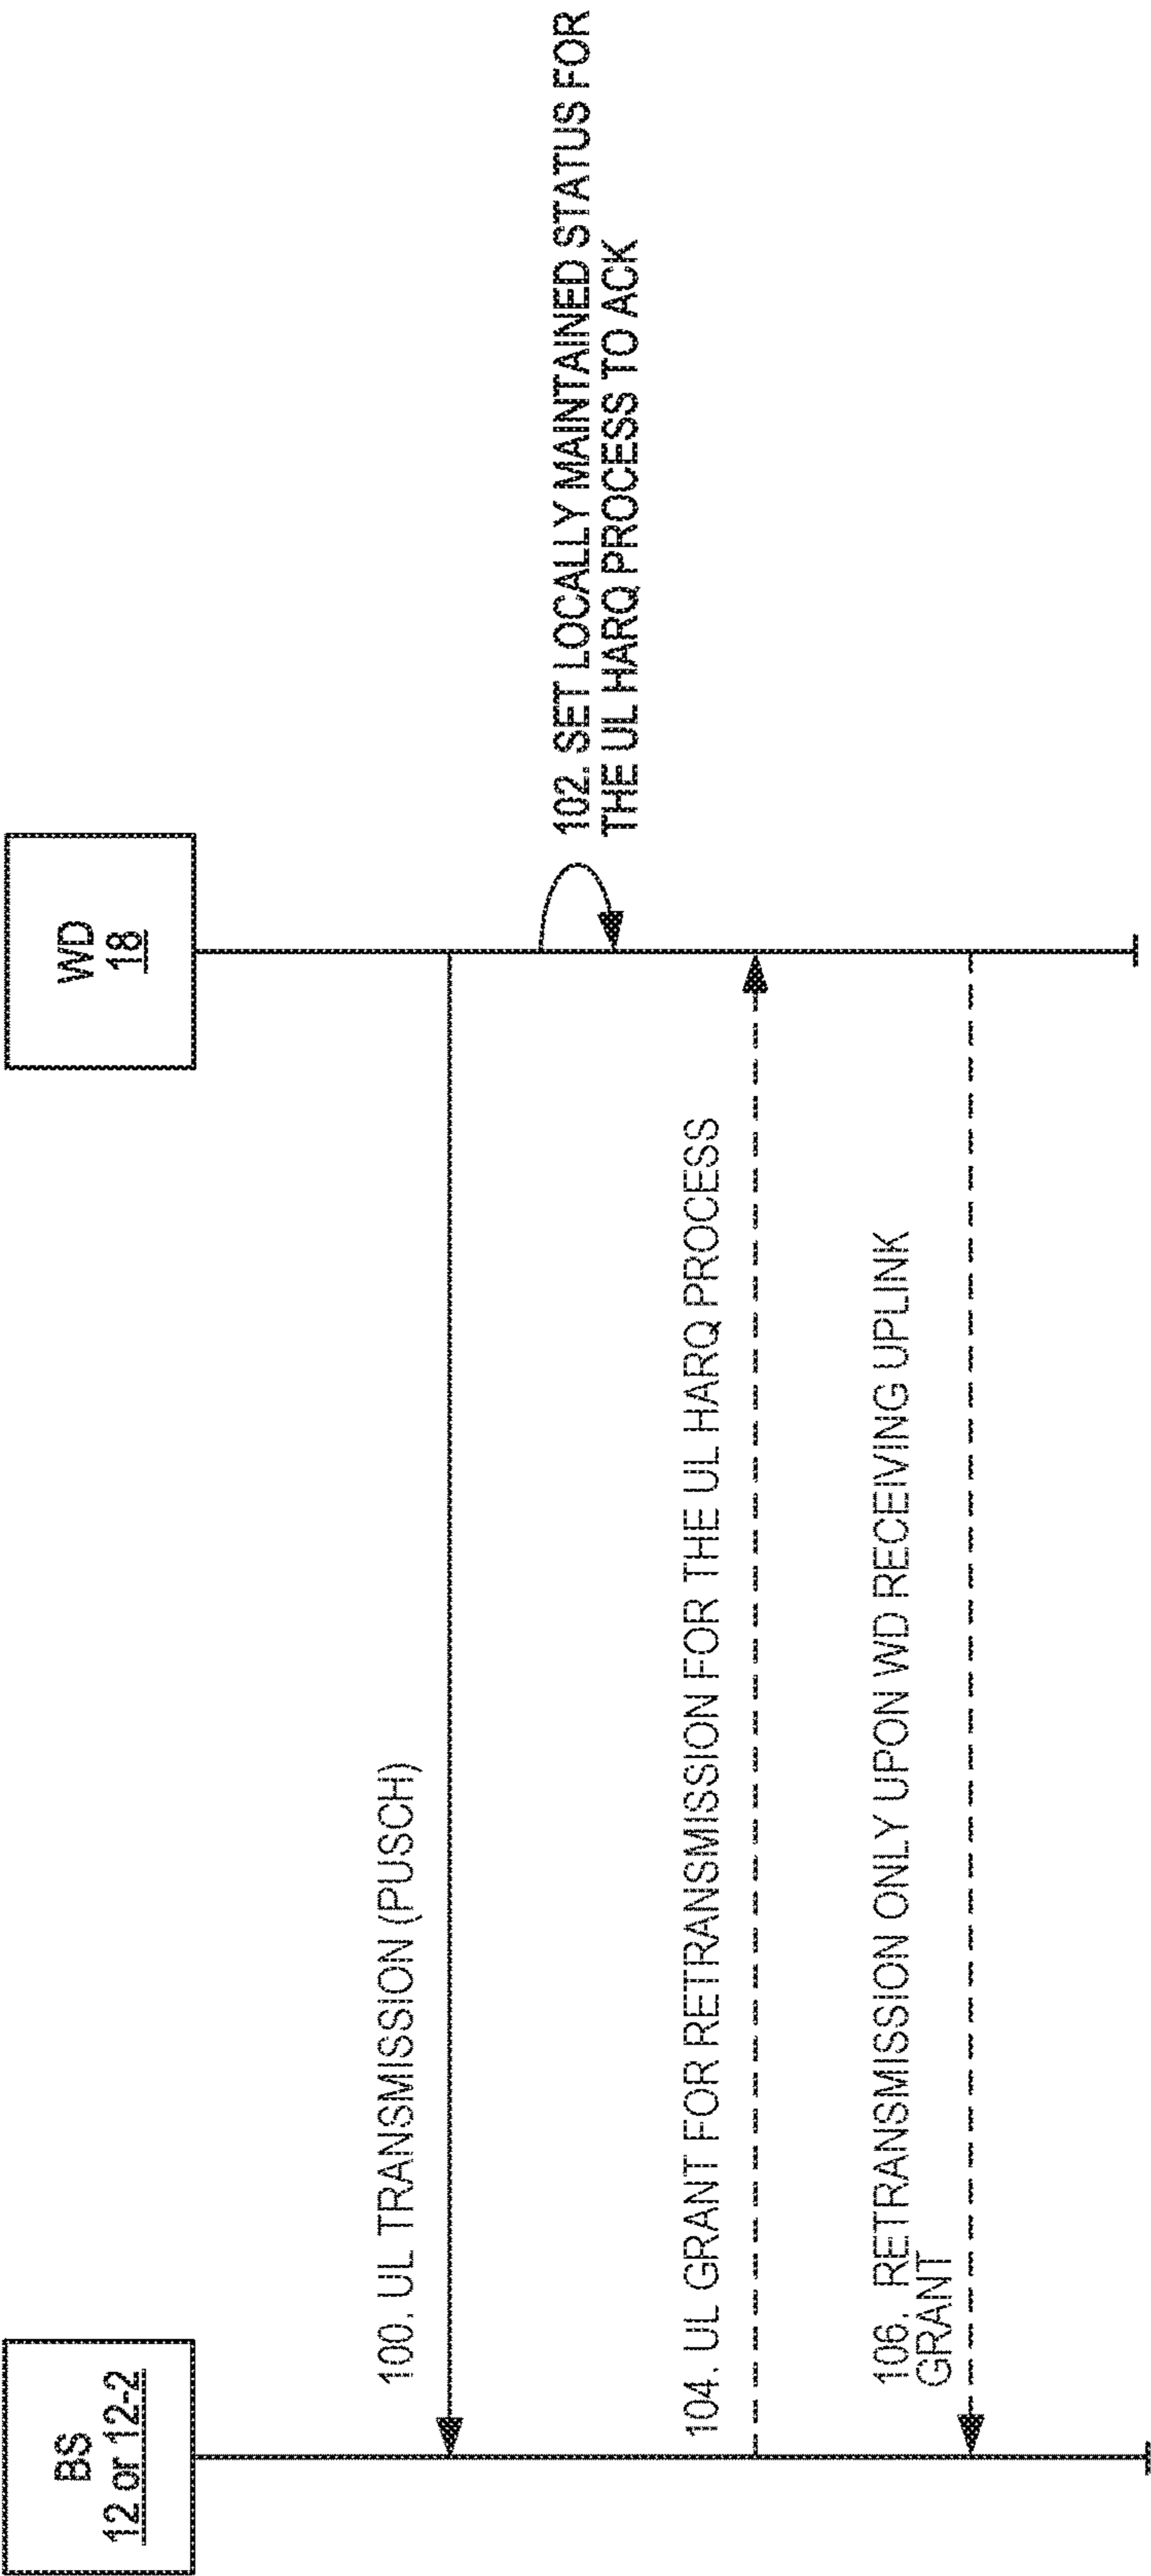 BS
12 or 12-2
WD
18
100. UL TRANSMISSION (PUSCH)
102. SET LOCALLY MAINTAINED STATUS FOR
THE UL HARQ PROCESS TO ACK
104. UL GRANT FOR RETRANSMISSION FOR THE UL HARQ PROCESS
106. RETRANSMISSION ONLY UPON WD RECEIVING UPLINK
GRANT